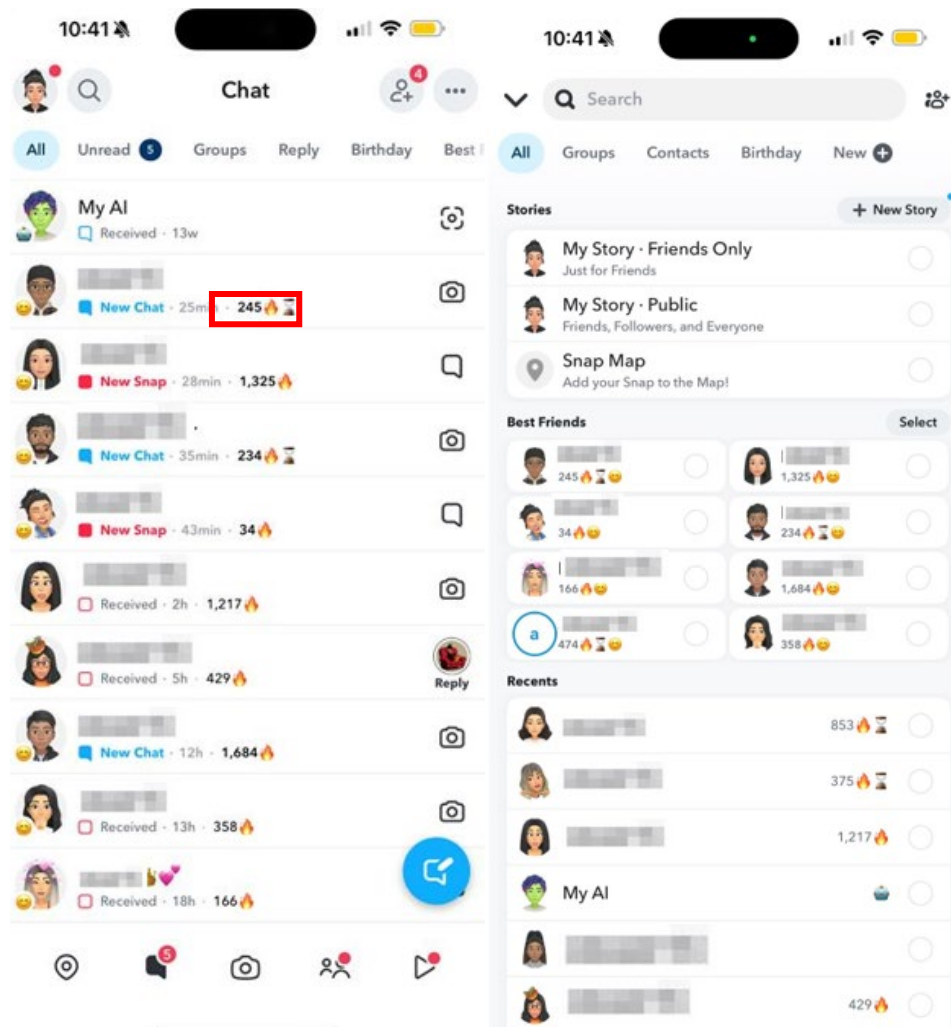 10:41
Chat
4
All Unread 5 Groups Reply Birthday Best
My AI
Received · 13w
New Chat · 25min · 245🔥⌛
New Snap · 28min · 1,325🔥
New Chat · 35min · 234🔥⌛
New Snap · 43min · 34🔥
Received · 2h · 1,217🔥
Received · 5h · 429🔥
Reply
New Chat · 12h · 1,684🔥
Received · 13h · 358🔥
Received · 18h · 166🔥
5
10:41
Search
All Groups Contacts Birthday New
Stories + New Story
My Story · Friends Only
Just for Friends
My Story · Public
Friends, Followers, and Everyone
Snap Map
Add your Snap to the Map!
Best Friends Select
245🔥⌛😊 1,325🔥😊
34🔥😊 234🔥⌛😊
166🔥😊 1,684🔥😊
a
474🔥⌛😊 358🔥😊
Recents
853🔥⌛
375🔥⌛
1,217🔥
My AI
429🔥